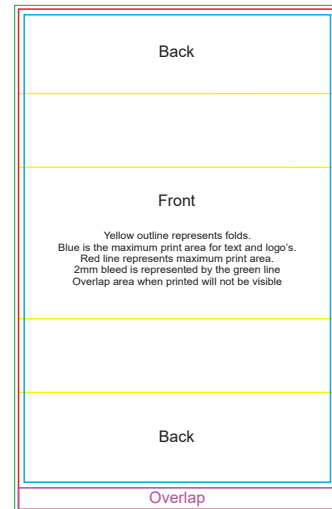 Back
Front
Yellow outline represents folds.
Blue is the maximum print area for text and logo's.
Red line represents maximum print area.
2mm bleed is represented by the green line
Overlap area when printed will not be visible
Back
Overlap